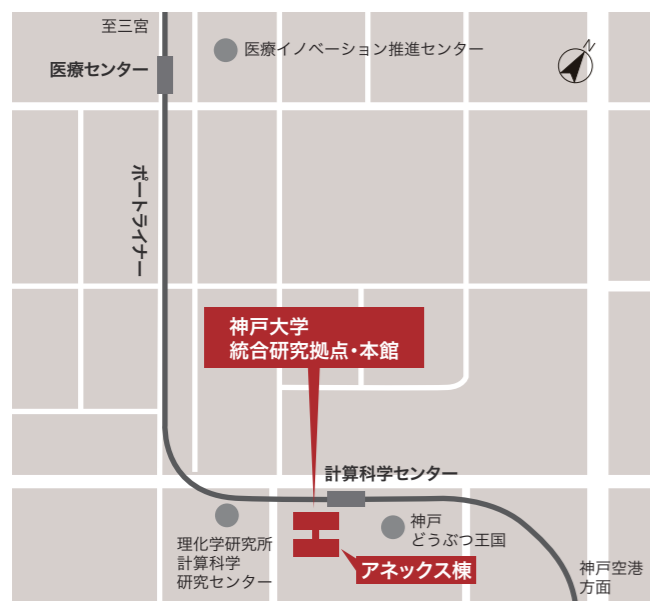 至三宮
医療イノベーション推進センター
N
医療センター
ポートライナー
神戸大学
統合研究拠点・本館
計算科学センター
神戸
どうぶつ王国
理化学研究所
計算科学
研究センター
アネックス棟
神戸空港
方面